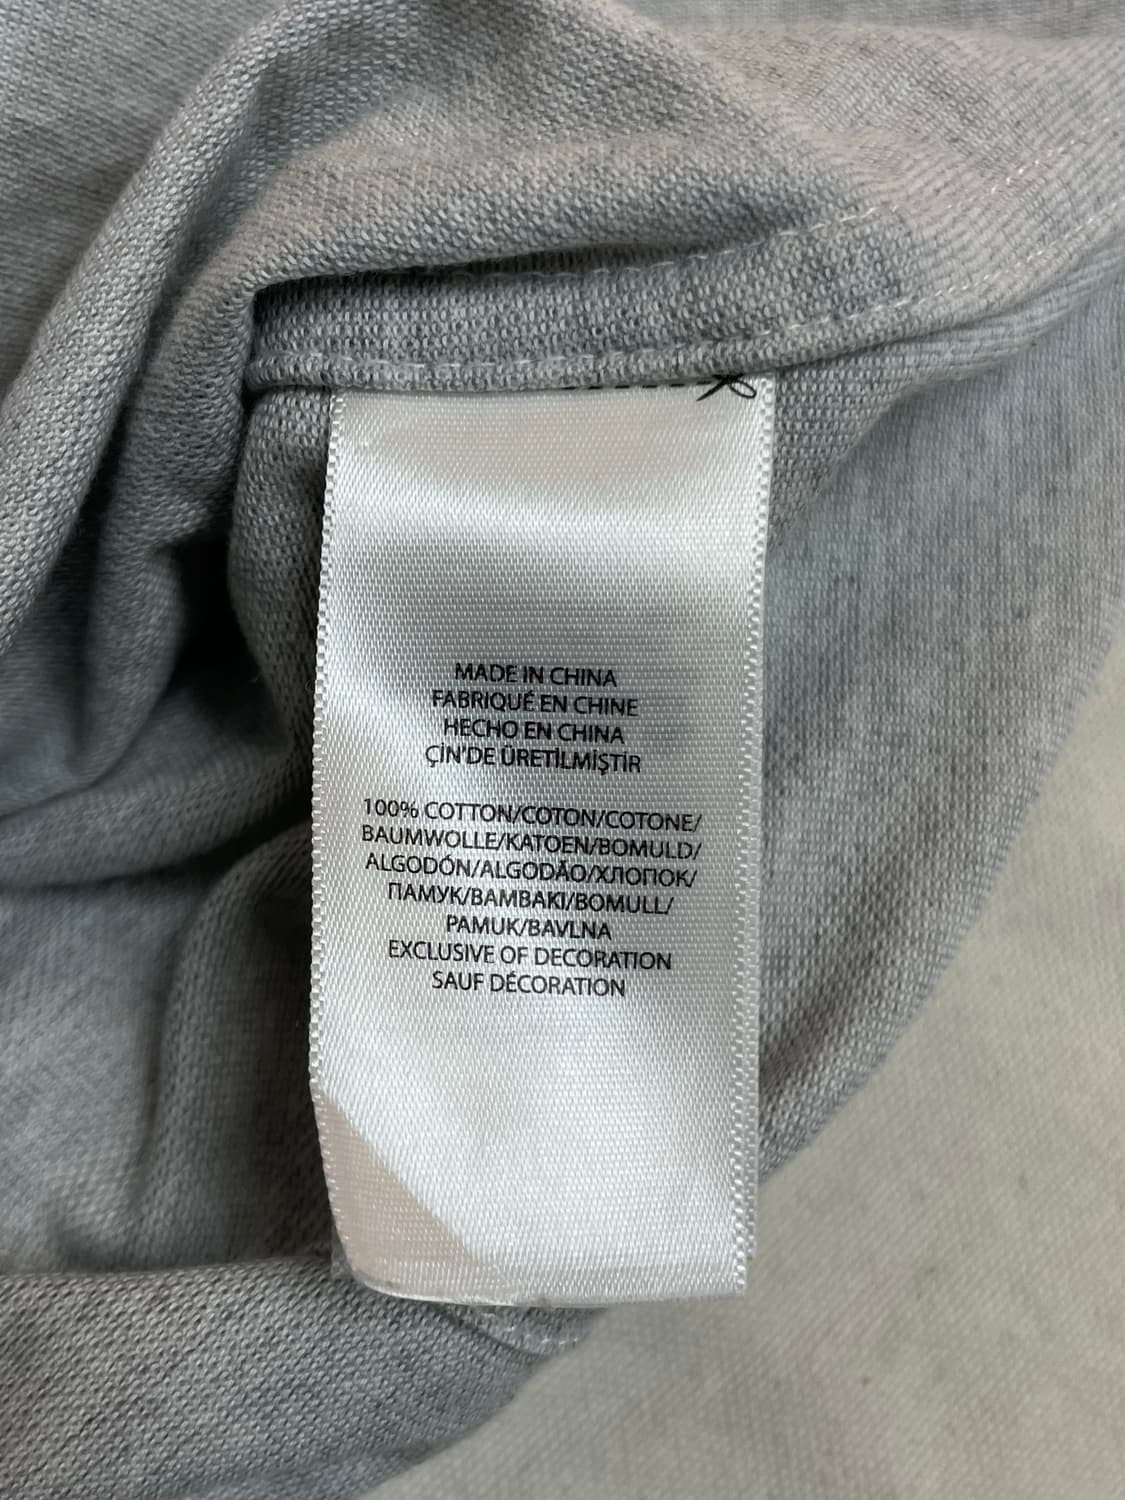 MADE IN CHINA
FABRIQUÉ EN CHINE
HECHO EN CHINA
ÇİN'DE ÜRETİLMİŞTİR
100% COTTON/COTON/COTONE/
BAUMWOLLE/KATOEN/BOMULD/
ALGODÓN/ALGODÃO/ХЛОПОК/
ПАМУК/BAMBAKI/BOMULL/
PAMUK/BAVLNA
EXCLUSIVE OF DECORATION
SAUF DÉCORATION